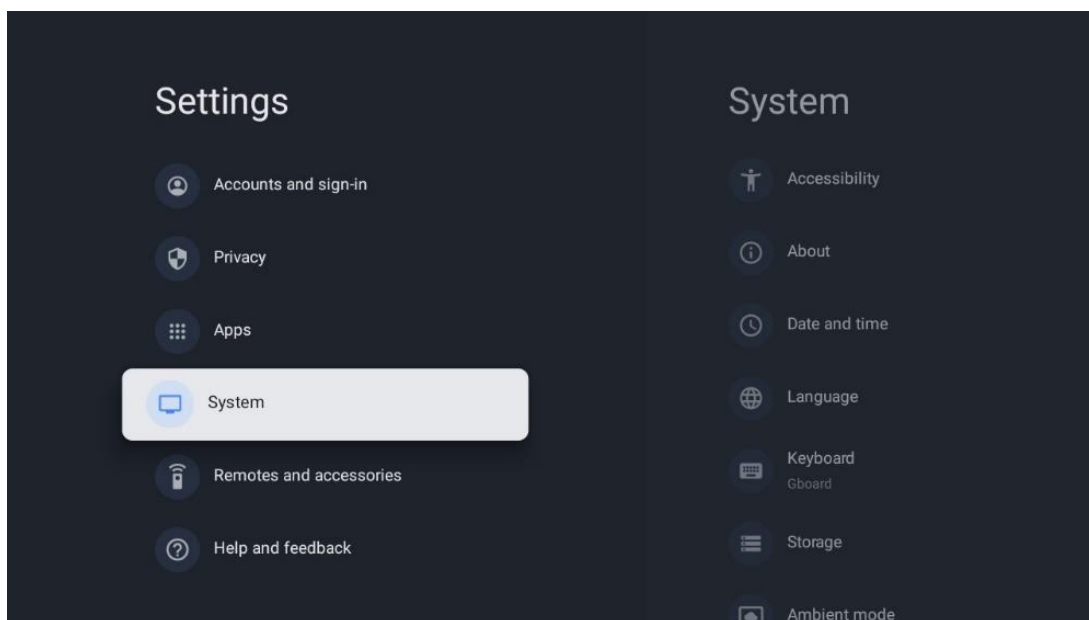 Settings
Accounts and sign-in
Privacy
Apps
System
Remotes and accessories
Help and feedback
System
Accessibility
About
Date and time
Language
Keyboard
Gboard
Storage
Ambient mode